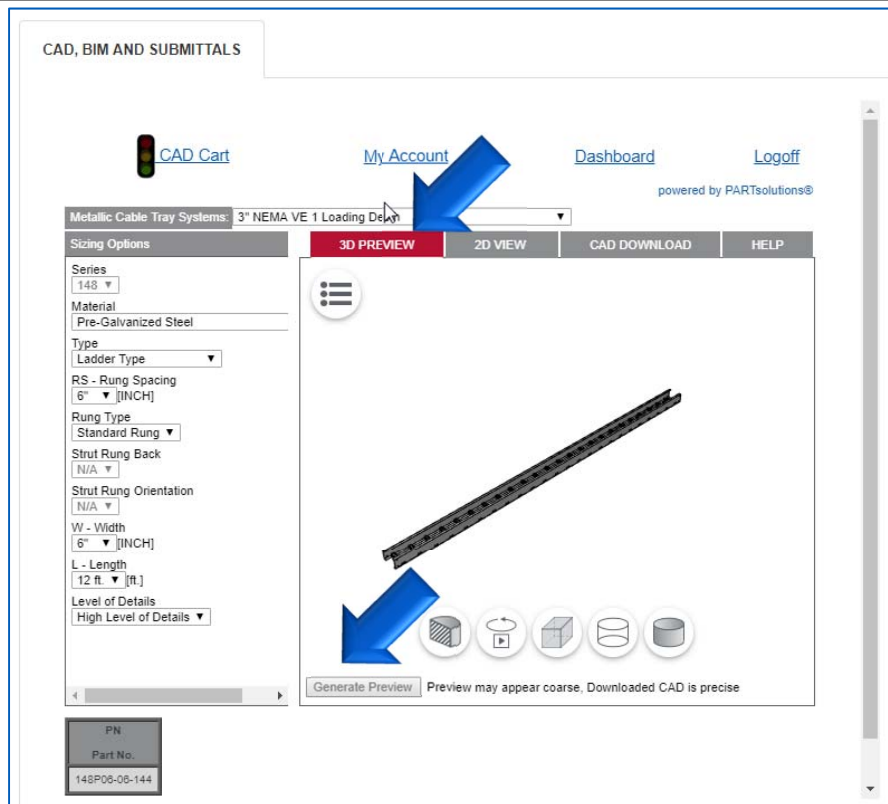 CAD, BIM AND SUBMITTALS
CAD Cart
My Account
Dashboard
Logoff
powered by PARTsolutions®
Metallic Cable Tray Systems: 3" NEMA VE 1 Loading Depth
Sizing Options
3D PREVIEW
2D VIEW
CAD DOWNLOAD
HELP
Series
148
Material
Pre-Galvanized Steel
Type
Ladder Type
RS - Rung Spacing
6" [INCH]
Rung Type
Standard Rung
Strut Rung Back
N/A
Strut Rung Orientation
N/A
W - Width
6" [INCH]
L - Length
12 ft. [ft.]
Level of Details
High Level of Details
Generate Preview Preview may appear coarse, Downloaded CAD is precise
PN
Part No.
148P06-06-144